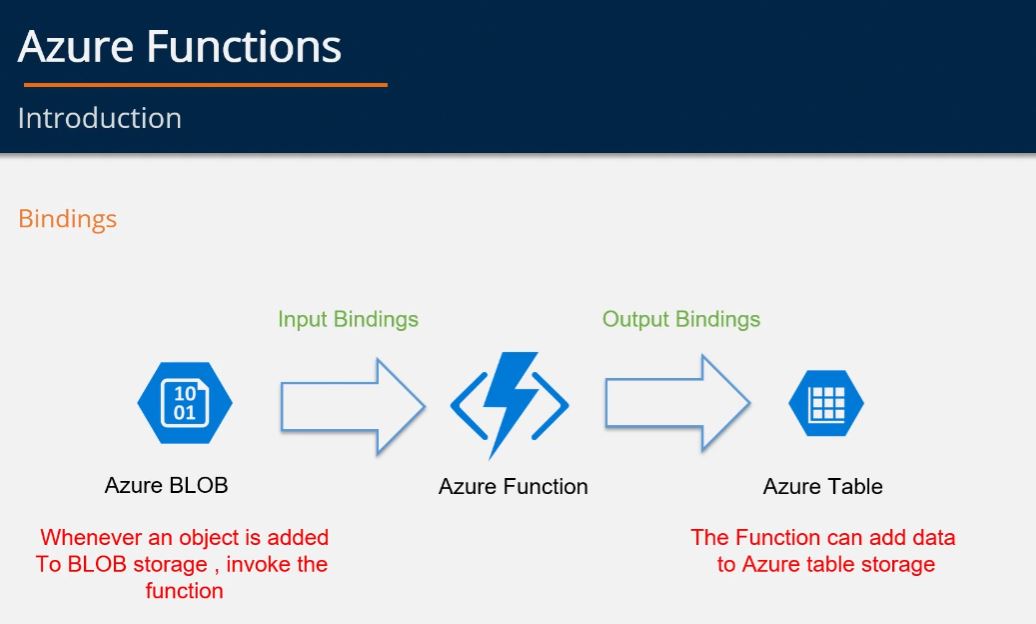 Azure Functions
Introduction
Bindings
Input Bindings
Output Bindings
10
01
Azure BLOB
Azure Function
Azure Table
Whenever an object is added
To BLOB storage , invoke the
function
The Function can add data
to Azure table storage